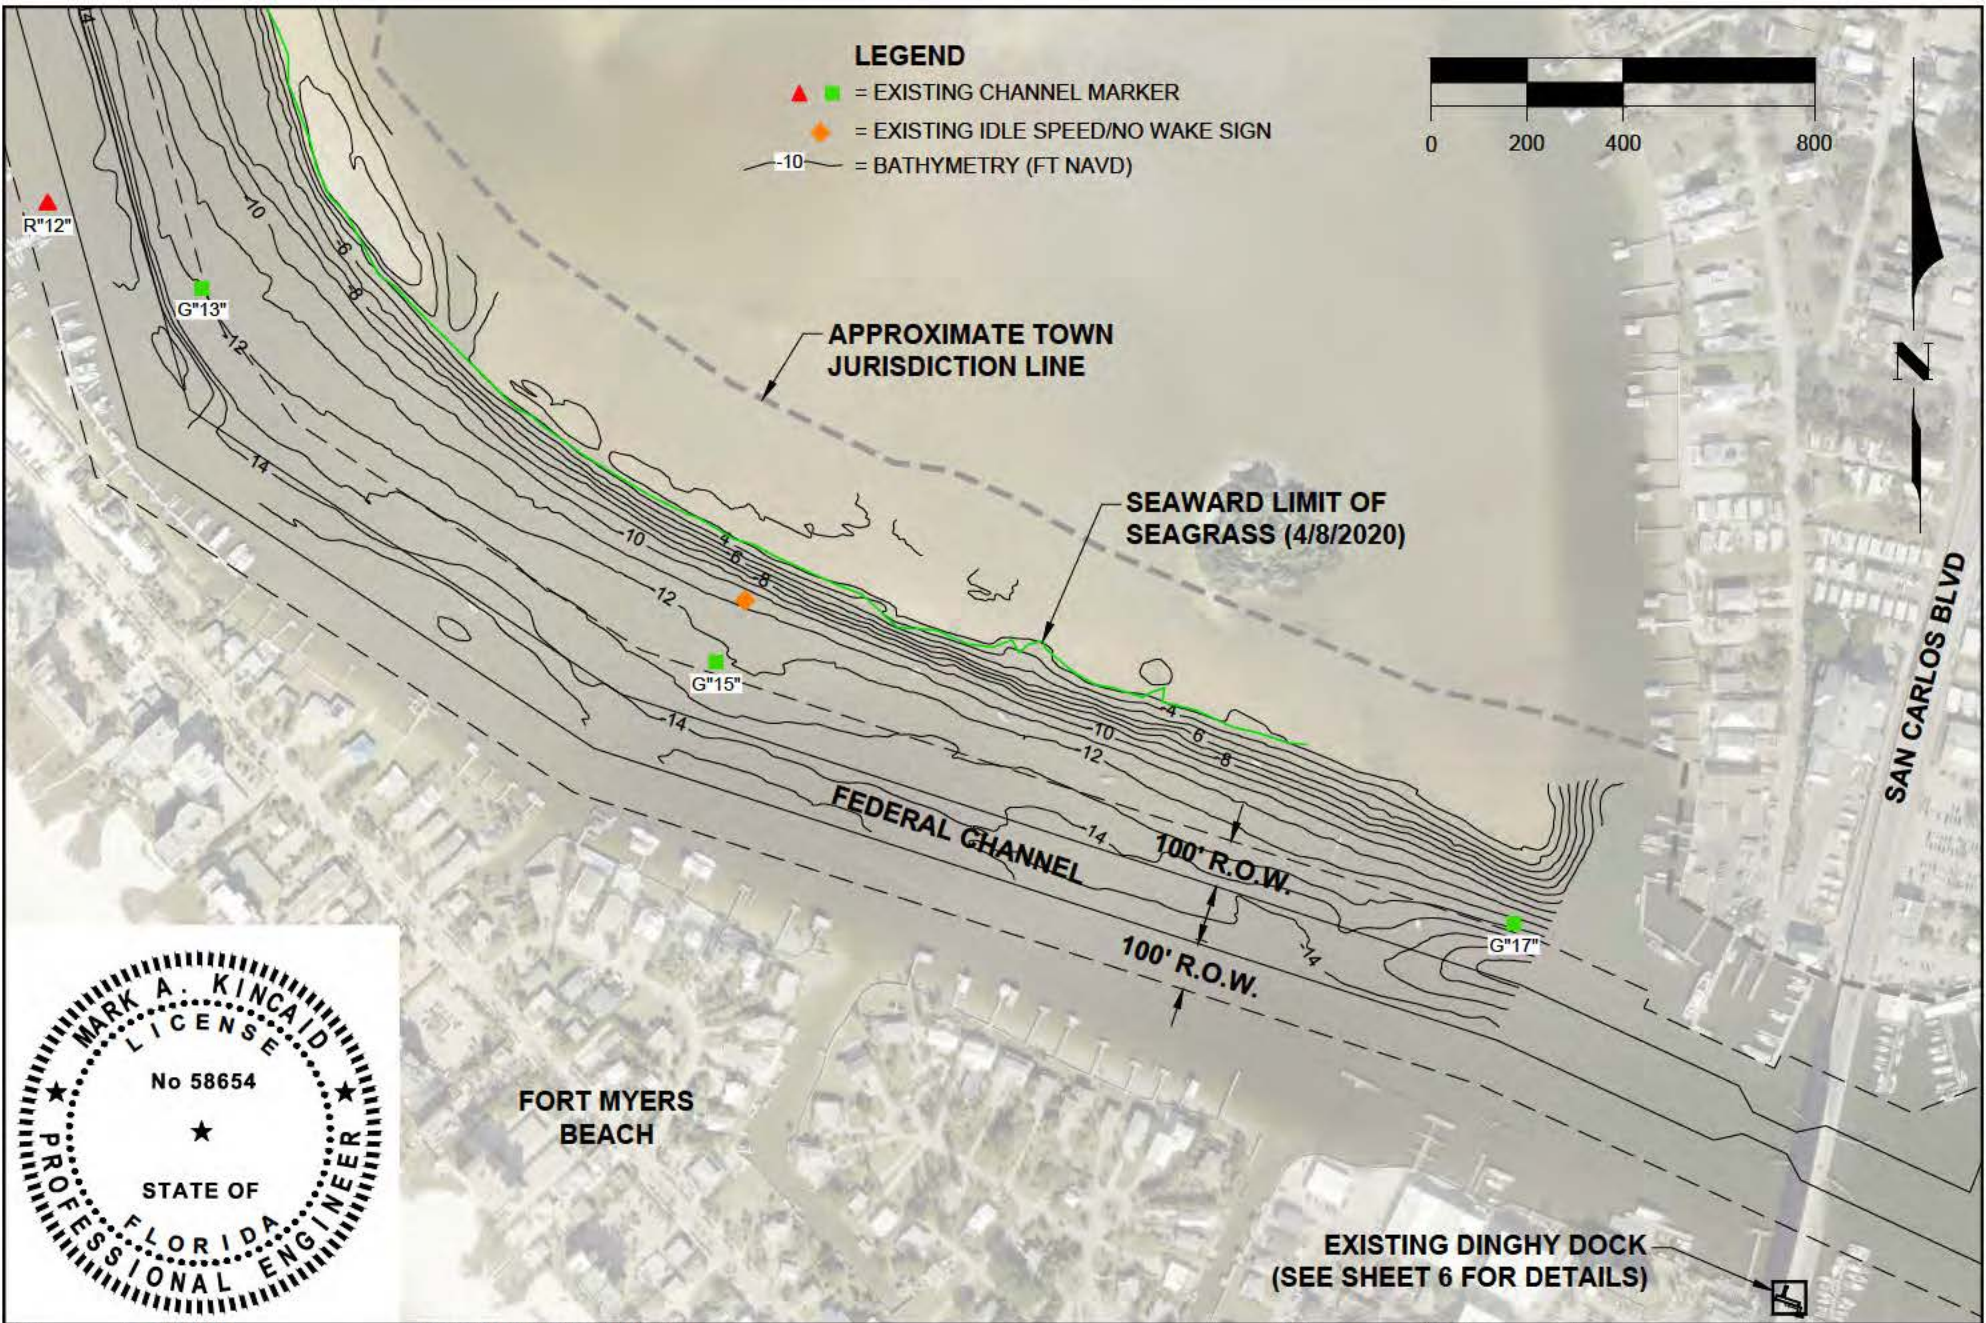 LEGEND
= EXISTING CHANNEL MARKER
= EXISTING IDLE SPEED/NO WAKE SIGN
-10 = BATHYMETRY (FT NAVD)
0 200 400 800
N
14
R"12"
G"13"
-10
-6
-8
-12
-14
APPROXIMATE TOWN
JURISDICTION LINE
SEAWARD LIMIT OF
SEAGRASS (4/8/2020)
SAN CARLOS BLVD
-10
-4
-6
-8
-12
G"15"
-14
-4
-6
-8
-10
-12
FEDERAL CHANNEL
-14
100' R.O.W.
100' R.O.W.
-14
G"17"
MARK A. KINCAID
LICENSE
No 58654
STATE OF
FLORIDA
PROFESSIONAL ENGINEER
FORT MYERS
BEACH
EXISTING DINGHY DOCK
(SEE SHEET 6 FOR DETAILS)